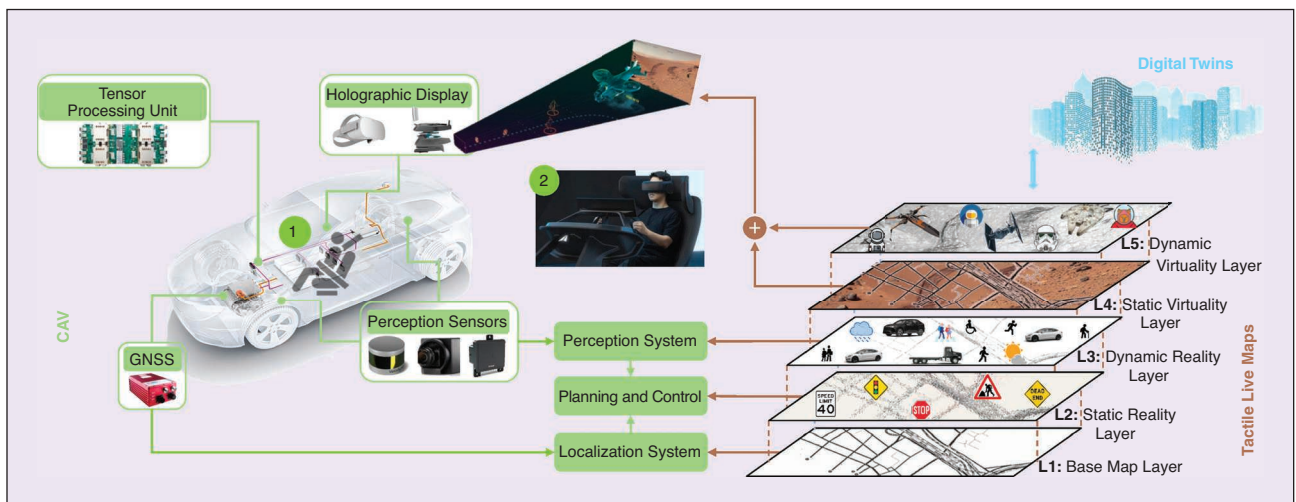 Tensor
Processing Unit
Holographic Display
Digital Twins
1
2
+
CAV
GNSS
Perception Sensors
Perception System
Planning and Control
Localization System
L5: Dynamic
Virtuality Layer
L4: Static Virtuality
Layer
L3: Dynamic Reality
Layer
SPEED
LIMIT
40
STOP
DEAD
END
L2: Static Reality
Layer
L1: Base Map Layer
Tactile Live Maps